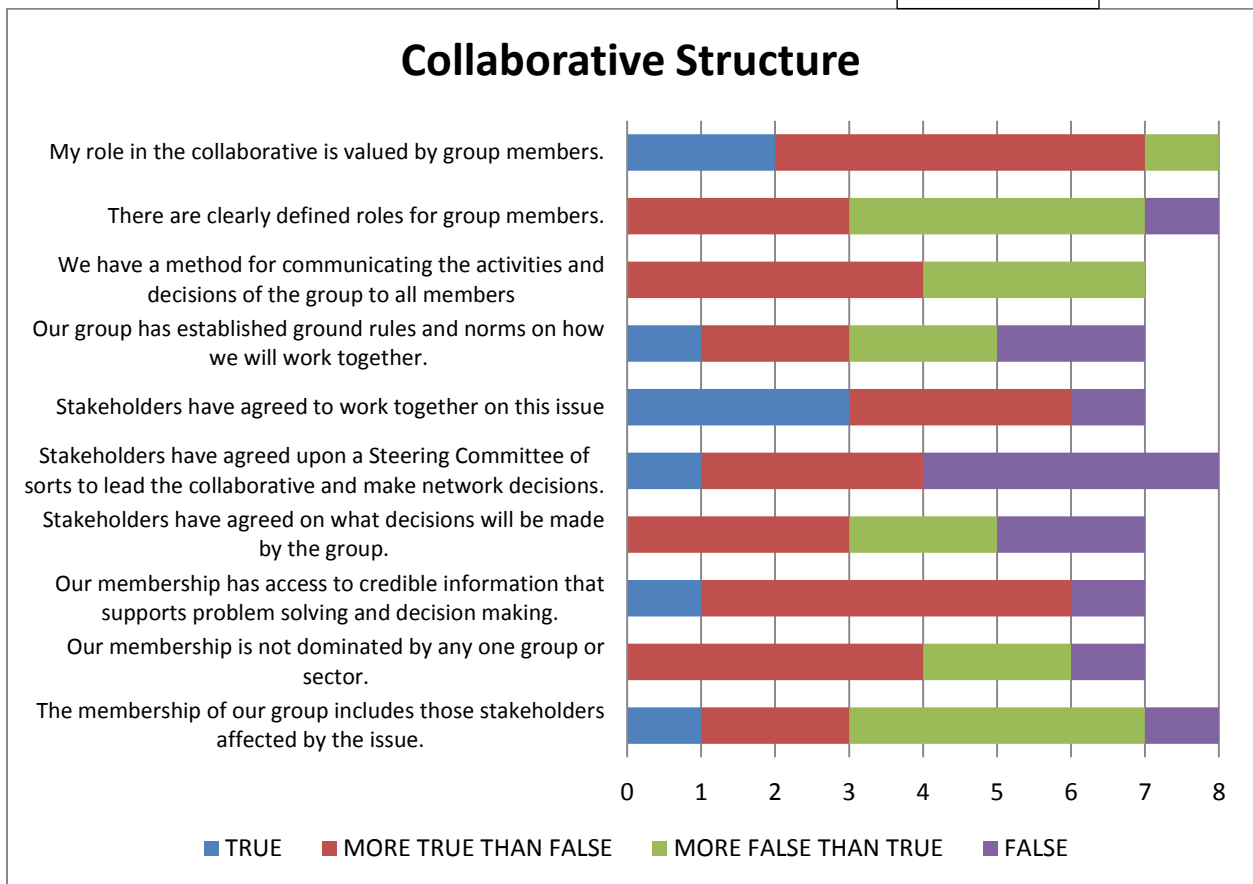 Collaborative Structure
My role in the collaborative is valued by group members.
There are clearly defined roles for group members.
We have a method for communicating the activities and
decisions of the group to all members
Our group has established ground rules and norms on how
we will work together.
Stakeholders have agreed to work together on this issue
Stakeholders have agreed upon a Steering Committee of
sorts to lead the collaborative and make network decisions.
Stakeholders have agreed on what decisions will be made
by the group.
Our membership has access to credible information that
supports problem solving and decision making.
Our membership is not dominated by any one group or
sector.
The membership of our group includes those stakeholders
affected by the issue.
0 1 2 3 4 5 6 7 8
TRUE MORE TRUE THAN FALSE MORE FALSE THAN TRUE FALSE